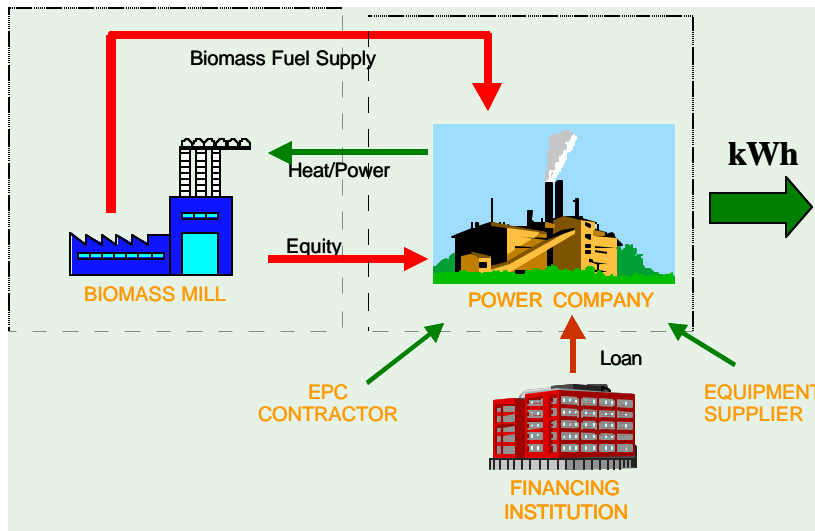 Biomass Fuel Supply
kWh
Heat/Power
Equity
BIOMASS MILL
POWER COMPANY
Loan
EPC
CONTRACTOR
EQUIPMENT
SUPPLIER
FINANCING
INSTITUTION